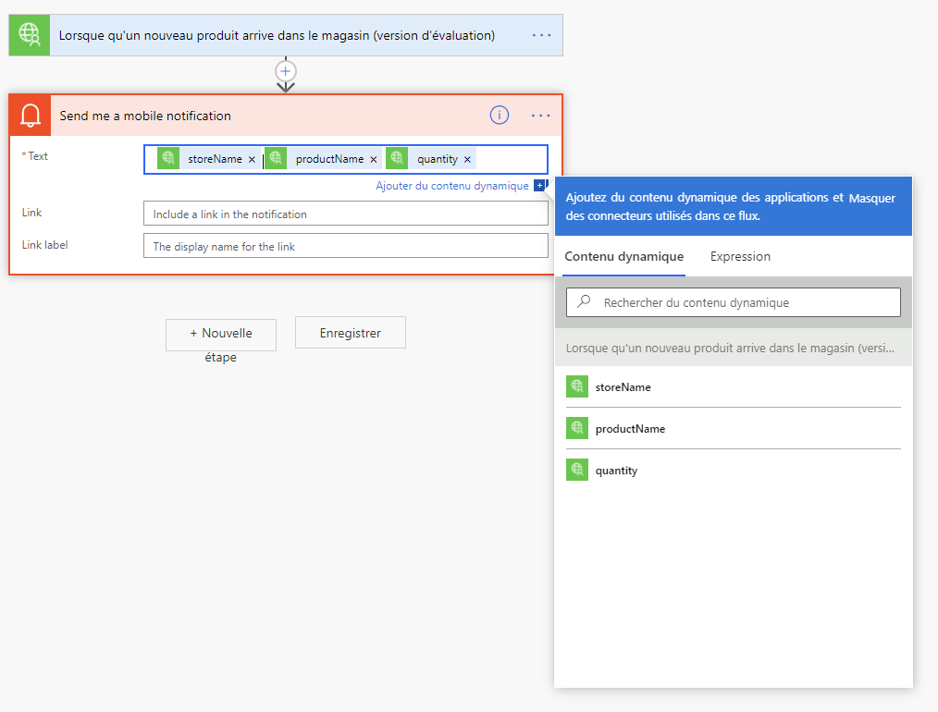 Lorsque qu'un nouveau produit arrive dans le magasin (version d'évaluation)
Send me a mobile notification
* Text
storeName × productName × quantity ×
Ajouter du contenu dynamique
Link
Include a link in the notification
Link label
The display name for the link
+ Nouvelle
étape
Enregistrer
Ajoutez du contenu dynamique des applications et Masquer
des connecteurs utilisés dans ce flux.
Contenu dynamique
Expression
Rechercher du contenu dynamique
Lorsque qu'un nouveau produit arrive dans le magasin (versi...
storeName
productName
quantity